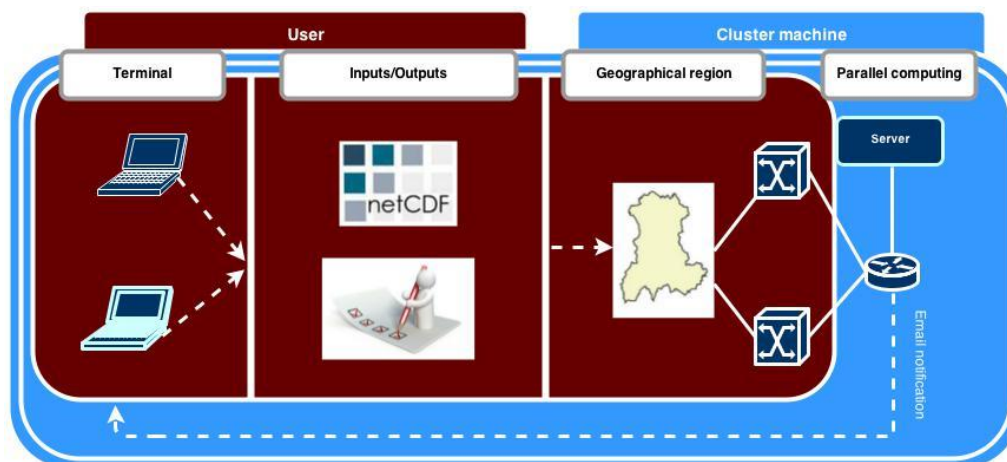 User
Cluster machine
Terminal
Inputs/Outputs
Geographical region
Parallel computing
Server
netCDF
Email notification